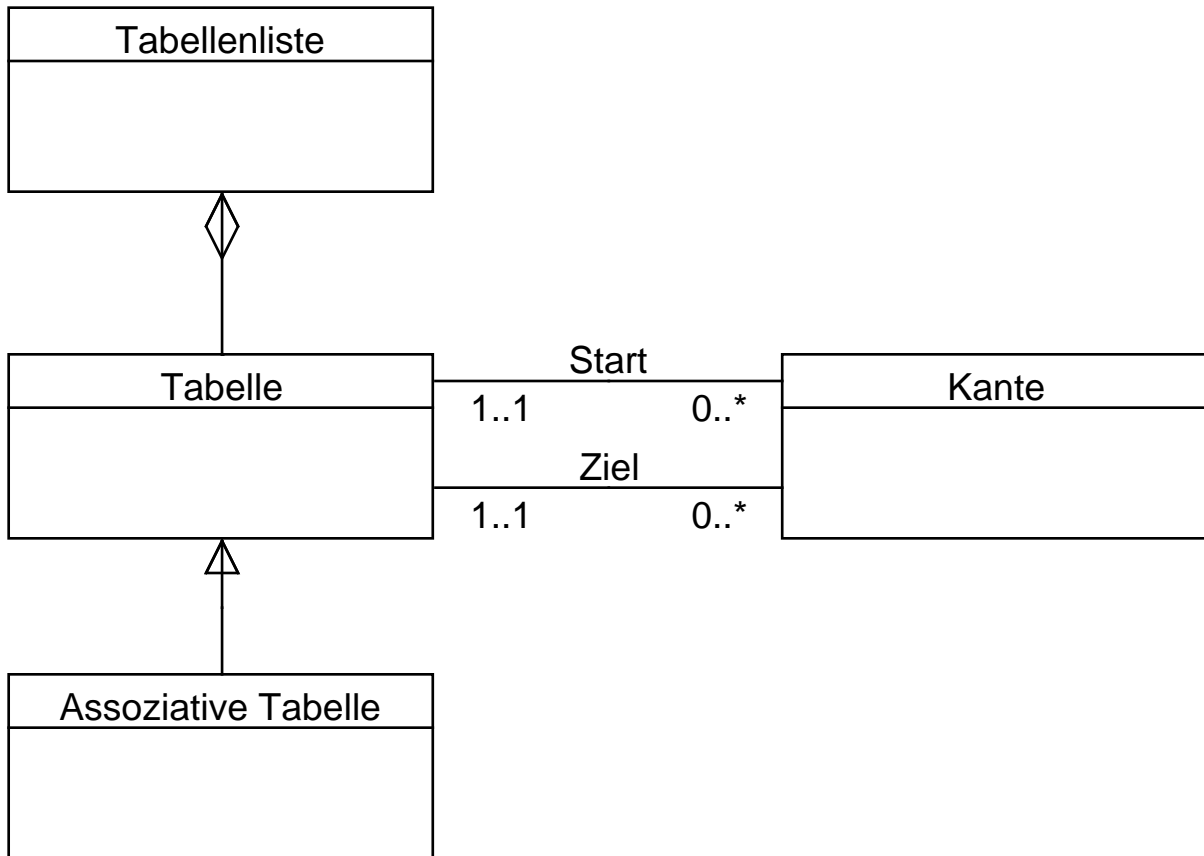 Tabellenliste
Start
Tabelle
Kante
1..1
0..*
Ziel
1..1
0..*
Assoziative Tabelle